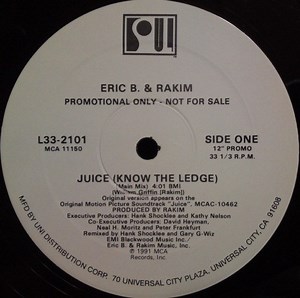 SOUL
ERIC B. & RAKIM
PROMOTIONAL ONLY - NOT FOR SALE
L33-2101
MCA 11150
SIDE ONE
12" PROMO
33 1/3 R.P.M.
JUICE (KNOW THE LEDGE)
(Main Mix) 4:01 BMI
(William Griffin [Rakim])
Original version appears on the
Original Motion Picture Soundtrack "Juice", MCAC-10462
PRODUCED BY RAKIM
Executive Producers: Hank Shocklee and Kathy Nelson
Co-Executive Producers: David Heyman,
Neal H. Moritz and Peter Frankfurt
Remixed by Hank Shocklee and Gary G-Wiz
EMI Blackwood Music Inc./
Eric B. & Rakim Music, Inc.
℗ 1991 MCA
Records, Inc.
MFG BY UNI DISTRIBUTION CORP. 70 UNIVERSAL CITY PLAZA, UNIVERSAL CITY, CA 91608